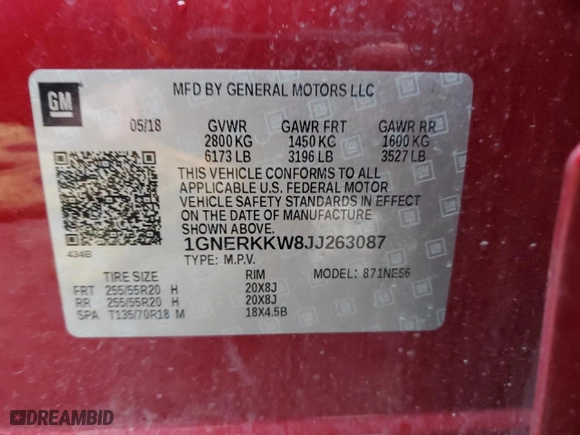 GM
MFD BY GENERAL MOTORS LLC
05/18 GVWR GAWR FRT GAWR RR
2800 KG 1450 KG 1600 KG
6173 LB 3196 LB 3527 LB
THIS VEHICLE CONFORMS TO ALL
APPLICABLE U.S. FEDERAL MOTOR
VEHICLE SAFETY STANDARDS IN EFFECT
ON THE DATE OF MANUFACTURE
SHOWN ABOVE.
434B 1GNERKKW8JJ263087
TYPE: M.P.V. MODEL: 871NE56
TIRE SIZE RIM
FRT 255/55R20 H 20X8J
RR 255/55R20 H 20X8J
SPA T135/70R18 M 18X4.5B
DREAMBID